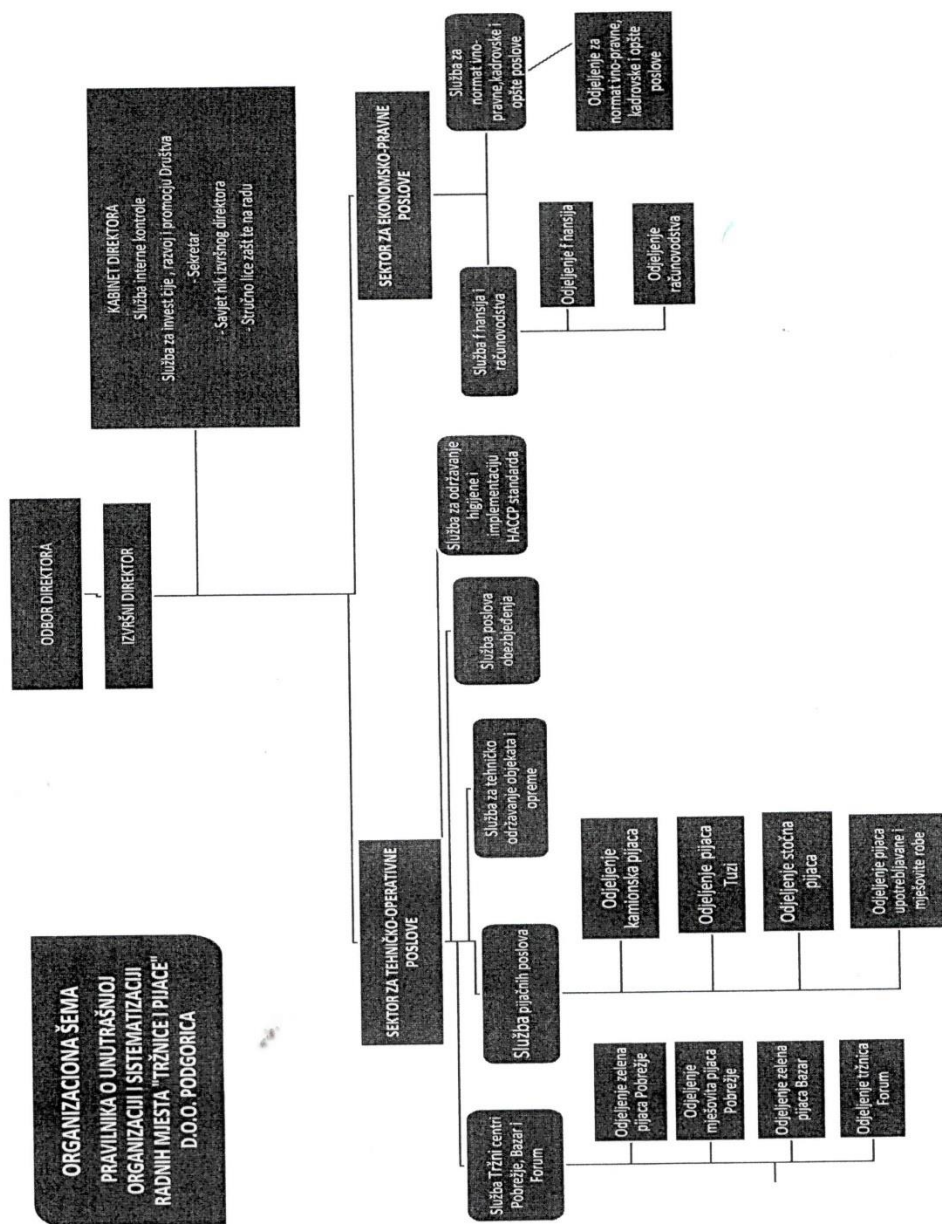 ORGANIZACIONA ŠEMA
PRAVILNIKA O UNUTRAŠNJOJ
ORGANIZACIJI I SISTEMATIZACIJI
RADNIH MJESTA "TRŽNICE I PIJACE"
D.O.O. PODGORICA
ODBOR DIREKTORA
IZVRŠNI DIREKTOR
KABINET DIREKTORA
Služba interne kontrole
Služba za invest čije , razvoj i promocju Društva
- Sekretar
- Savjet nik izvršnog direktora
- Stručno lice zašt te na radu
SEKTOR ZA TEHNIČKO-OPERATIVNE
POSLOVE
SEKTOR ZA EKONOMSKO-PRAVNE
POSLOVE
Služba Tržni centri
Pobrežje, Bazar i
Forum
Služba pijačnih poslova
Služba za tehničko
održavanje objekata i
opreme
Služba poslova
obezbjeđenja
Služba za održavanje
higijene i
implementaciju
HACCP standarda
Služba f hansija i
računovodstva
Služba za
normat vno-
pravne,kadrovske i
opšte poslove
Odjeljenje zelena
pijaca Pobrežje
Odjeljenje
mješovita pijaca
Pobrežje
Odjeljenje zelena
pijaca Bazar
Odjeljenje tržnica
Forum
Odjeljenje
kamionska pijaca
Odjeljenje pijaca
Tuzi
Odjeljenje stočna
pijaca
Odjeljenje pijaca
upotrebljavane i
mješovite robe
Odjeljenje f hansija
Odjeljenje
računovodstva
Odjeljenje za
normat vno-pravne,
kadrovske i opšte
poslove